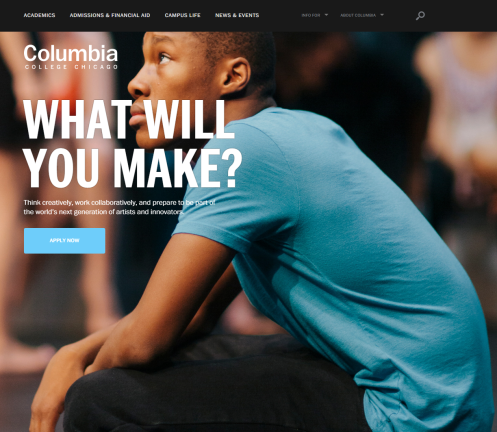 ACADEMICS ADMISSIONS & FINANCIAL AID CAMPUS LIFE NEWS & EVENTS INFO FOR ABOUT COLUMBIA
Columbia
COLLEGE CHICAGO
WHAT WILL
YOU MAKE?
Think creatively, work collaboratively, and prepare to be part of
the world's next generation of artists and innovators.
APPLY NOW